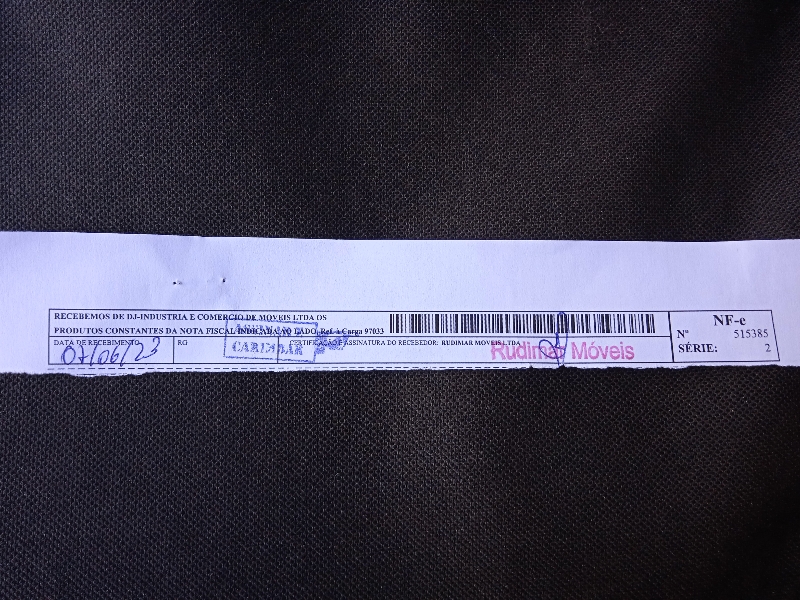 RECEBEMOS DE DJ-INDUSTRIA E COMERCIO DE MOVEIS LTDA OS
PRODUTOS CONSTANTES DA NOTA FISCAL INDICADA AO LADO. Ref. à Carga 97033
NF-e
Nº 515385
SÉRIE: 2
DATA DE RECEBIMENTO
07/06/23
RG
CARIMBAR
CERTIFICAÇÃO E ASSINATURA DO RECEBEDOR: RUDIMAR MOVEIS LTDA
Rudimar Móveis